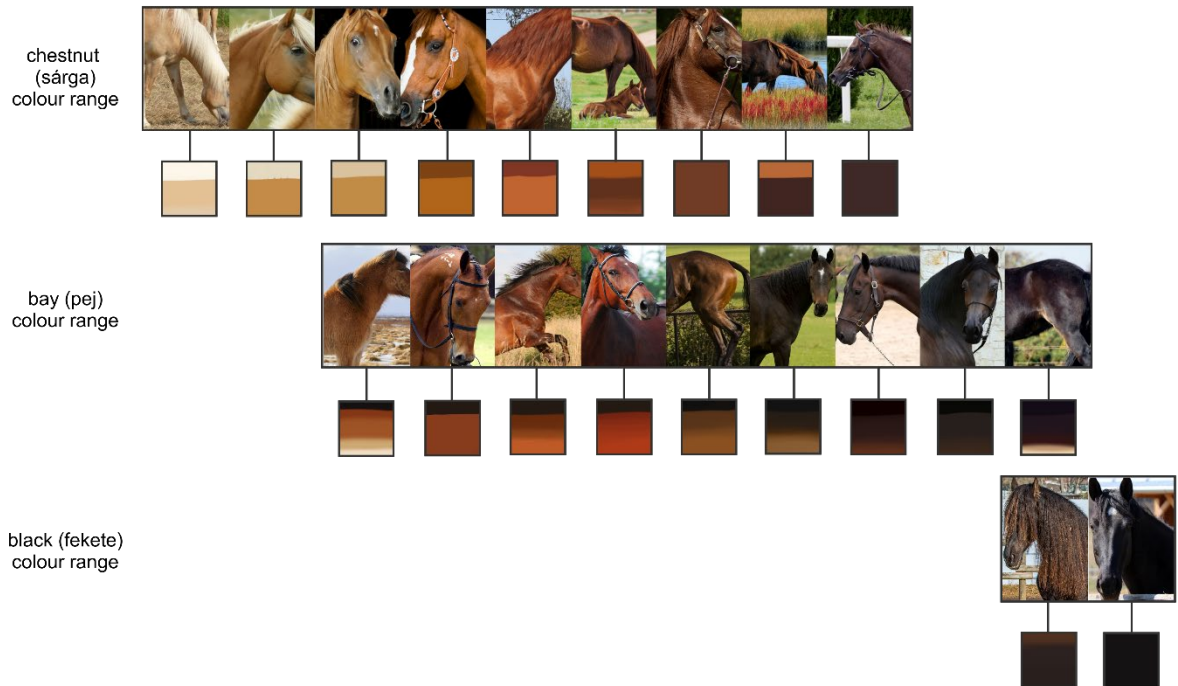 chestnut
(sárga)
colour range
bay (pej)
colour range
black (fekete)
colour range